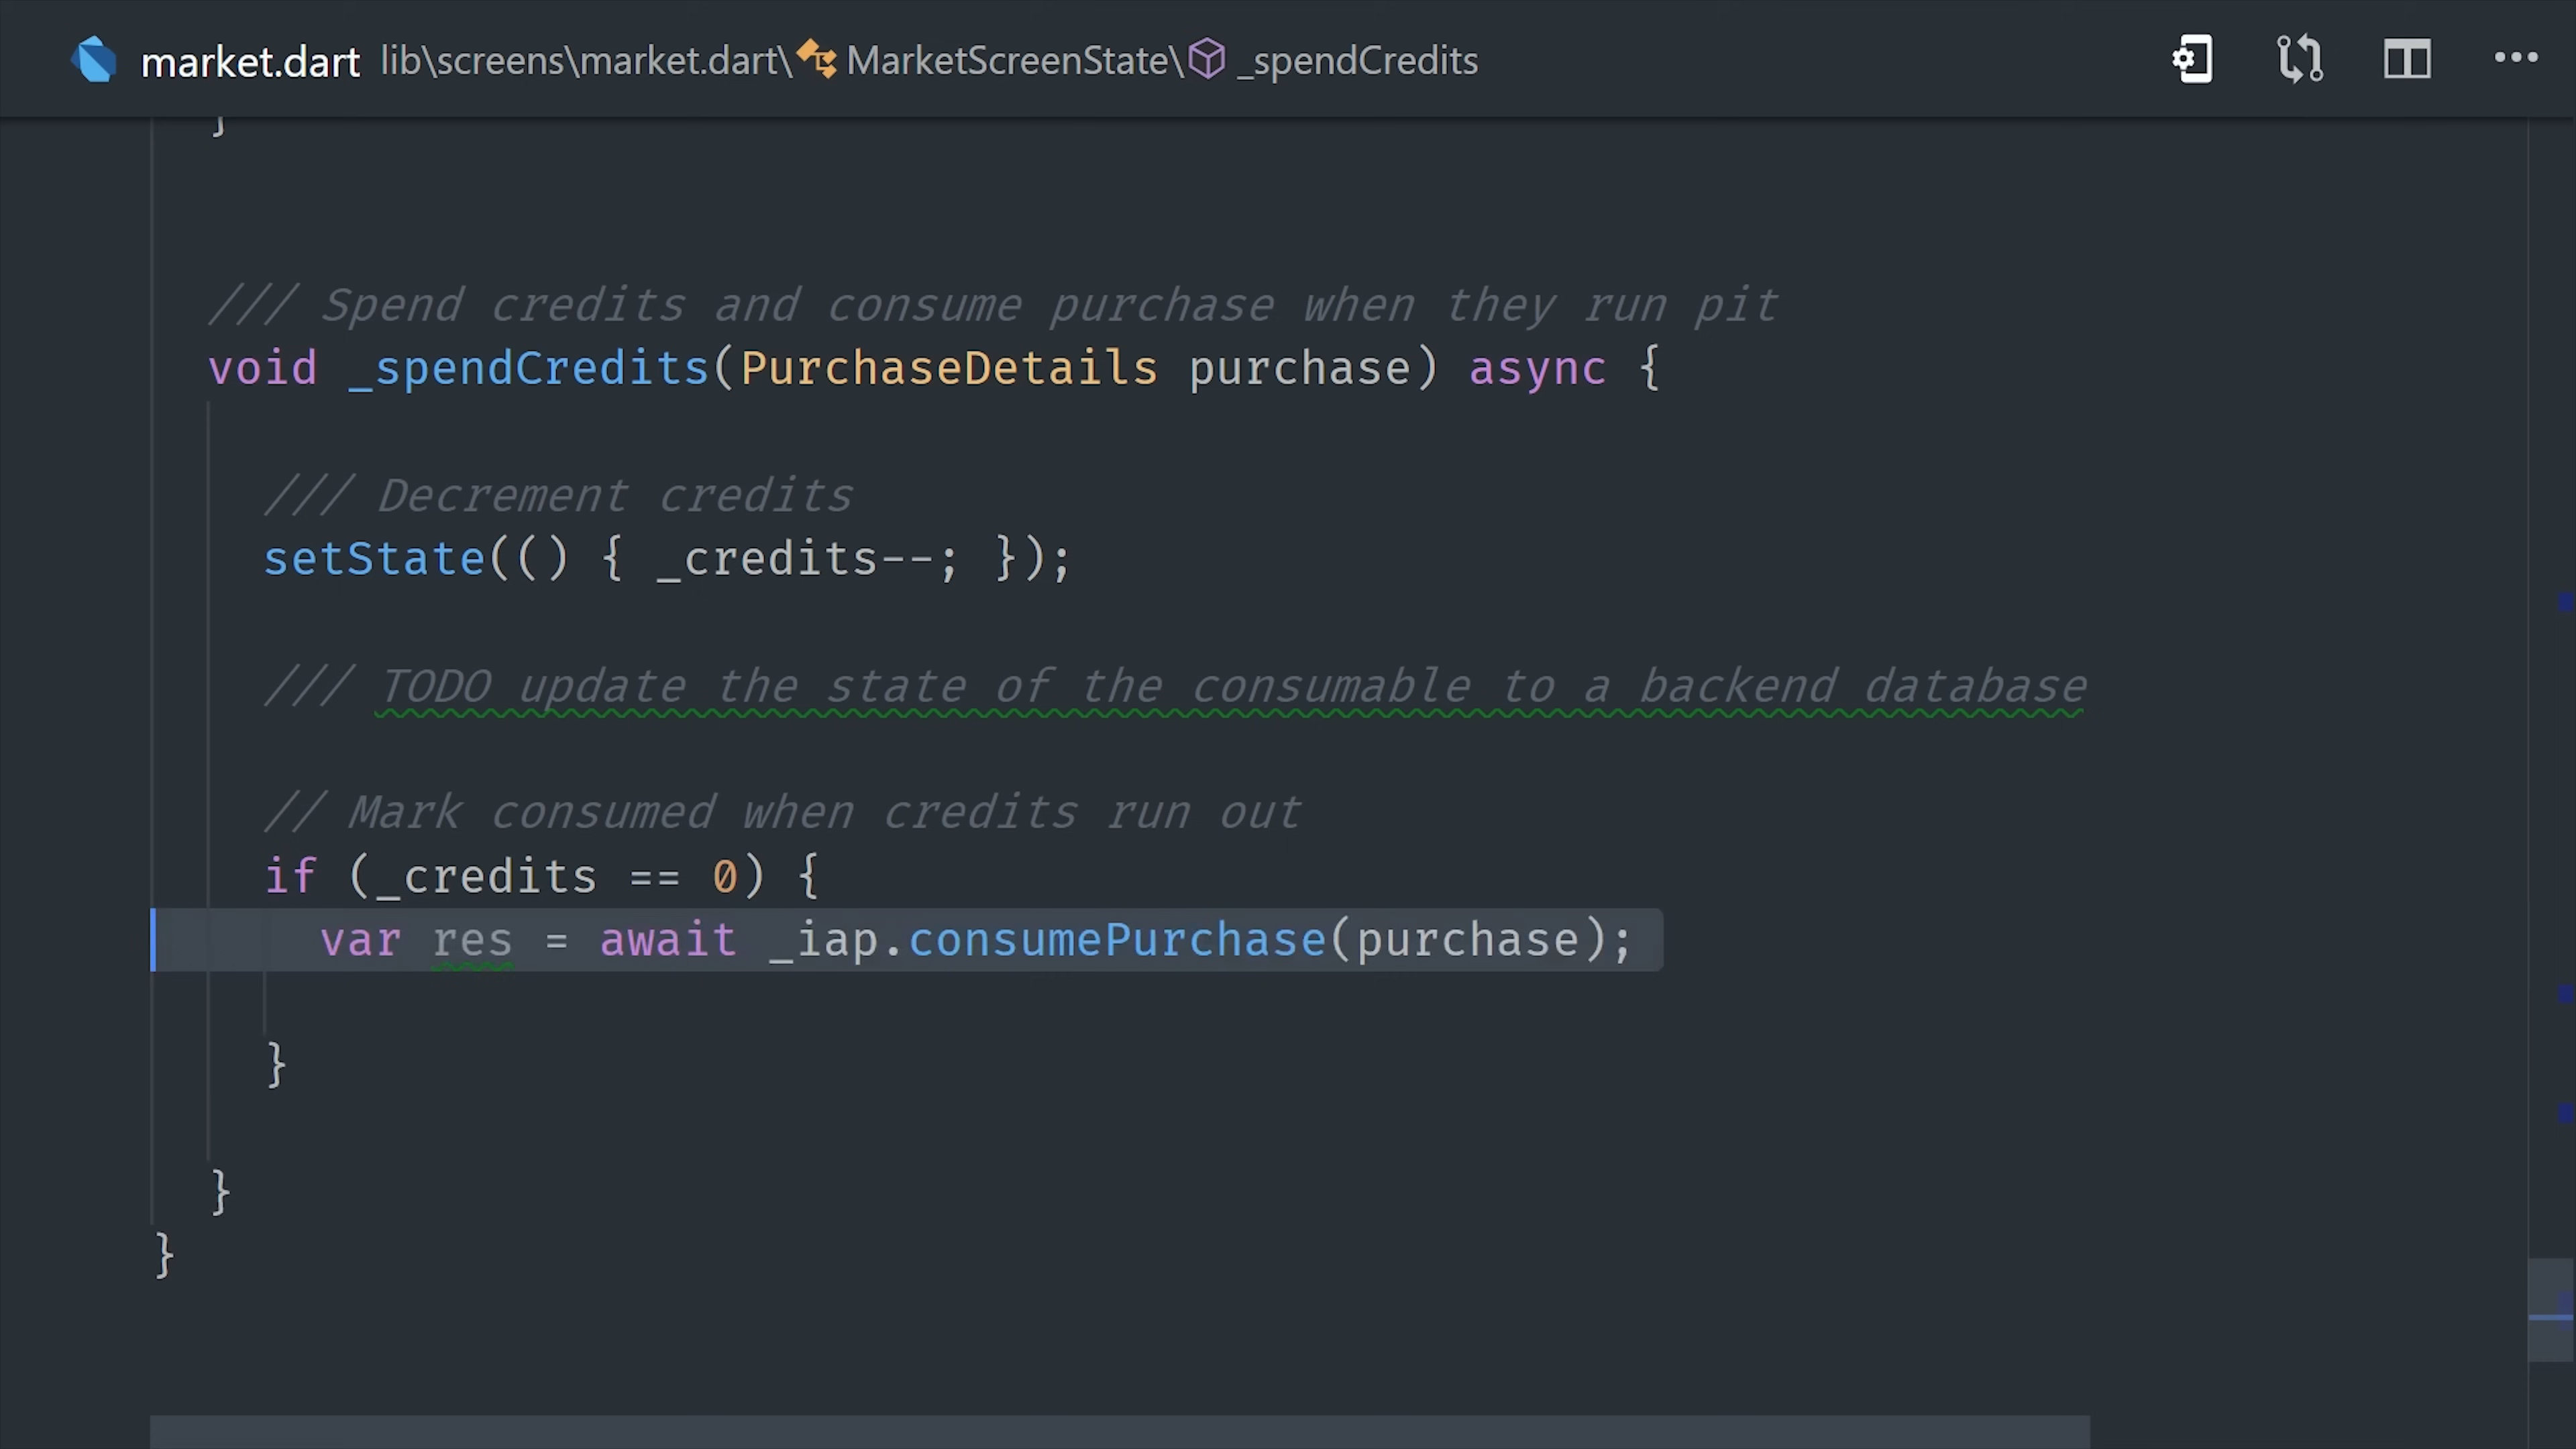 market.dart lib\screens\market.dart\ MarketScreenState\ _spendCredits
}
/// Spend credits and consume purchase when they run pit
void _spendCredits(PurchaseDetails purchase) async {
/// Decrement credits
setState(() { _credits--; });
/// TODO update the state of the consumable to a backend database
// Mark consumed when credits run out
if (_credits == 0) {
var res = await _iap.consumePurchase(purchase);
}
}
}